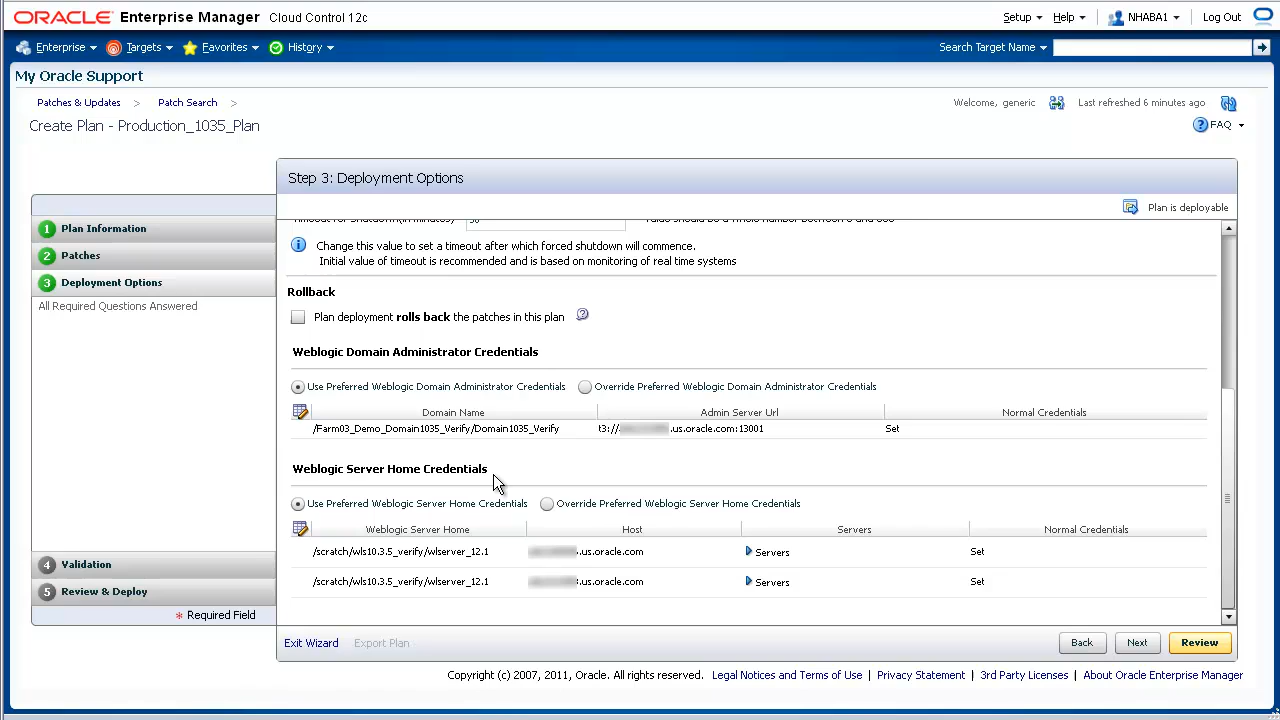 ORACLE Enterprise Manager Cloud Control 12c
Setup Help NHABA1 Log Out
Enterprise Targets Favorites History Search Target Name
My Oracle Support
Patches & Updates > Patch Search >
Welcome, generic Last refreshed 6 minutes ago
Create Plan - Production_1035_Plan
FAQ
Step 3: Deployment Options
Plan is deployable
1 Plan Information
2 Patches
3 Deployment Options
All Required Questions Answered
4 Validation
5 Review & Deploy
* Required Field
Change this value to set a timeout after which forced shutdown will commence.
Initial value of timeout is recommended and is based on monitoring of real time systems
Rollback
Plan deployment rolls back the patches in this plan
Weblogic Domain Administrator Credentials
Use Preferred Weblogic Domain Administrator Credentials Override Preferred Weblogic Domain Administrator Credentials
Domain Name Admin Server Url Normal Credentials
/Farm03_Demo_Domain1035_Verify/Domain1035_Verify t3:// .us.oracle.com:13001 Set
Weblogic Server Home Credentials
Use Preferred Weblogic Server Home Credentials Override Preferred Weblogic Server Home Credentials
Weblogic Server Home Host Servers Normal Credentials
/scratch/wls10.3.5_verify/wlserver_12.1 .us.oracle.com Servers Set
/scratch/wls10.3.5_verify/wlserver_12.1 .us.oracle.com Servers Set
Exit Wizard Export Plan Back Next Review
Copyright (c) 2007, 2011, Oracle. All rights reserved. Legal Notices and Terms of Use | Privacy Statement | 3rd Party Licenses | About Oracle Enterprise Manager